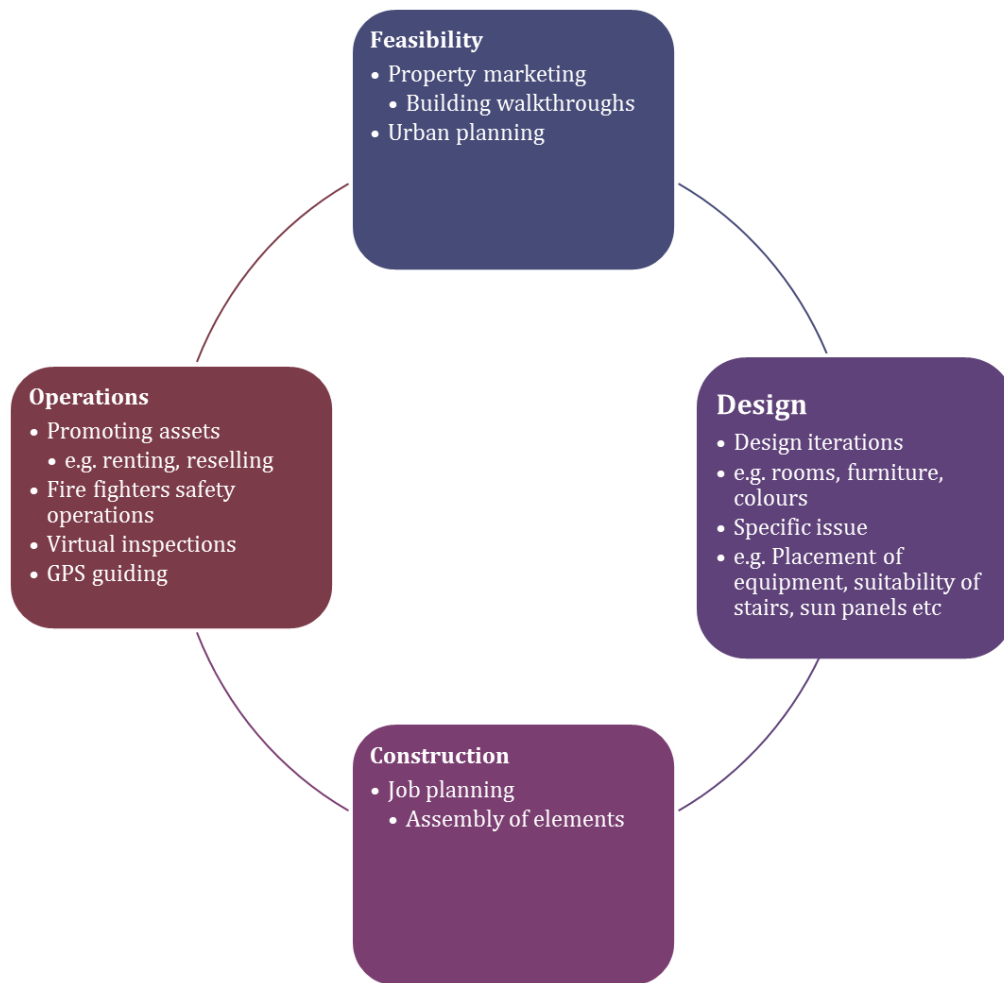 Feasibility
• Property marketing
• Building walkthroughs
• Urban planning
Design
• Design iterations
• e.g. rooms, furniture,
colours
• Specific issue
• e.g. Placement of
equipment, suitability of
stairs, sun panels etc
Construction
• Job planning
• Assembly of elements
Operations
• Promoting assets
• e.g. renting, reselling
• Fire fighters safety
operations
• Virtual inspections
• GPS guiding